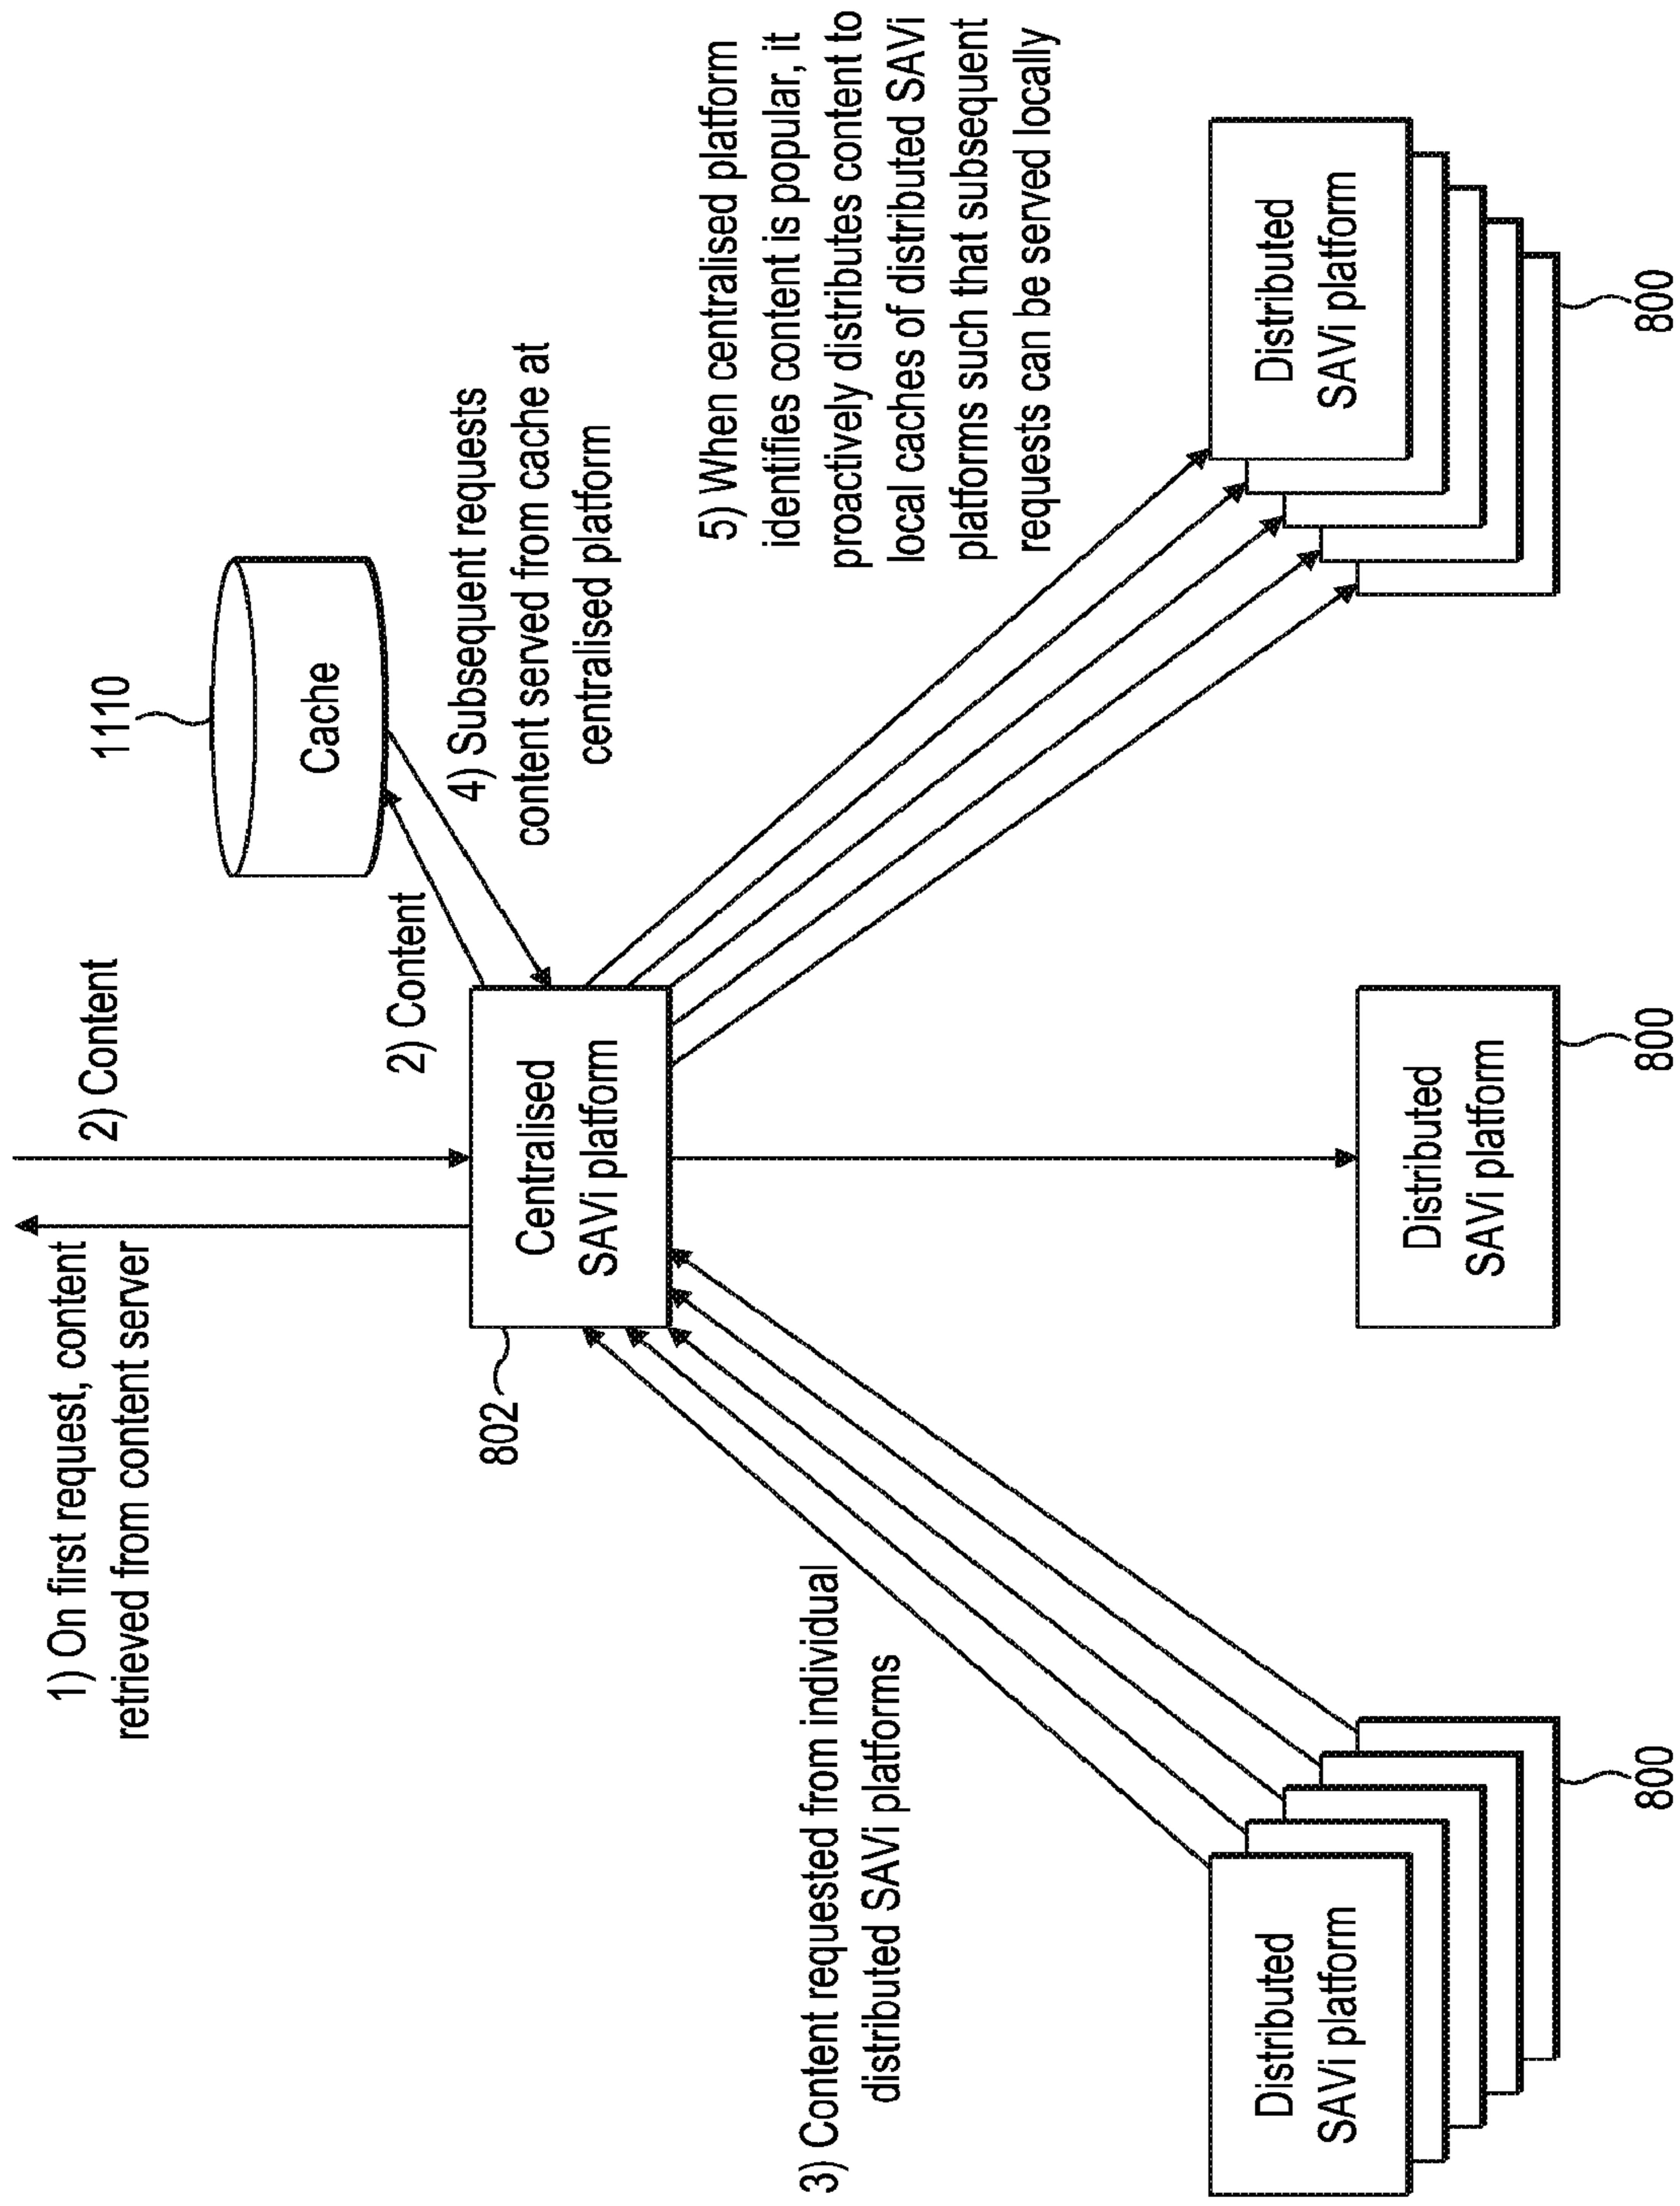 1) On first request, content
retrieved from content server
2) Content
1110
Cache
2) Content
4) Subsequent requests
content served from cache at
centralised platform
802
Centralised
SAVi platform
3) Content requested from individual
distributed SAVi platforms
5) When centralised platform
identifies content is popular, it
proactively distributes content to
local caches of distributed SAVi
platforms such that subsequent
requests can be served locally
Distributed
SAVi platform
800
Distributed
SAVi platform
800
Distributed
SAVi platform
800